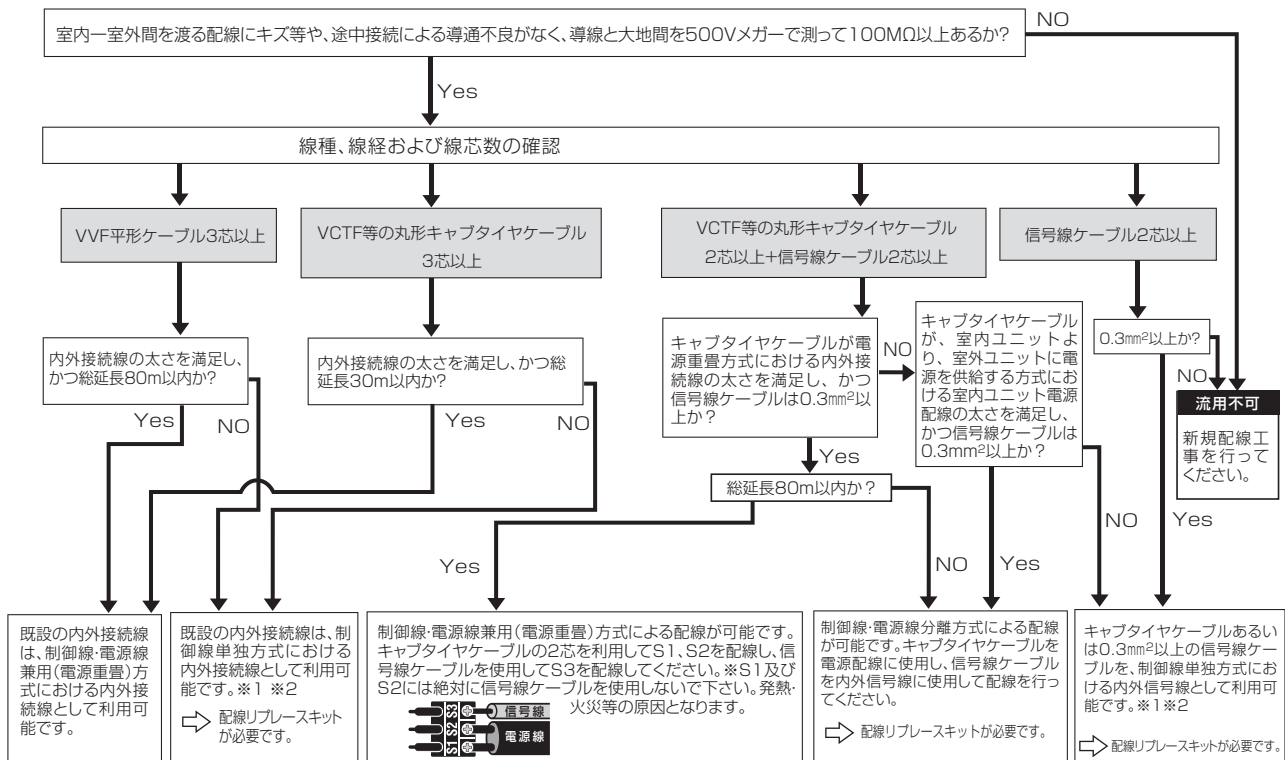 室内ー室外間を渡る配線にキズ等や、途中接続による導通不良がなく、導線と大地間を500Vメガーで測って100MΩ以上あるか?
NO
Yes
線種、線経および線芯数の確認
VVF平形ケーブル3芯以上
VCTF等の丸形キャブタイヤケーブル
3芯以上
VCTF等の丸形キャブタイヤケーブル
2芯以上+信号線ケーブル2芯以上
信号線ケーブル2芯以上
内外接続線の太さを満足し、
かつ総延長80m以内か?
Yes
NO
内外接続線の太さを満足し、かつ総
延長30m以内か?
Yes
NO
キャブタイヤケーブルが電
源重畳方式における内外接
続線の太さを満足し、かつ
信号線ケーブルは0.3mm²以
上か?
NO
Yes
キャブタイヤケーブル
が、室内ユニットよ
り、室外ユニットに電
源を供給する方式にお
ける室内ユニット電源
配線の太さを満足し、
かつ信号線ケーブルは
0.3mm²以上か?
0.3mm²以上か?
NO
流用不可
新規配線工
事を行って
ください。
総延長80m以内か?
Yes
NO
Yes
NO
Yes
既設の内外接続線
は、制御線・電源線
兼用(電源重畳)方
式における内外接
続線として利用可
能です。
既設の内外接続線は、制
御線単独方式における
内外接続線として利用可
能です。※1 ※2
配線リプレースキット
が必要です。
制御線・電源線兼用(電源重畳)方式による配線が可能です。
キャブタイヤケーブルの2芯を利用してS1、S2を配線し、信
号線ケーブルを使用してS3を配線してください。※S1及び
S2には絶対に信号線ケーブルを使用しないで下さい。発熱・
火災等の原因となります。
S1 S2 S3
信号線
電源線
制御線・電源線分離方式による配線
が可能です。キャブタイヤケーブルを
電源配線に使用し、信号線ケーブル
を内外信号線に使用して配線を行っ
てください。
配線リプレースキットが必要です。
キャブタイヤケーブルあるい
は0.3mm²以上の信号線ケー
ブルを、制御線単独方式にお
ける内外信号線として利用可
能です。※1※2
配線リプレースキットが必要です。